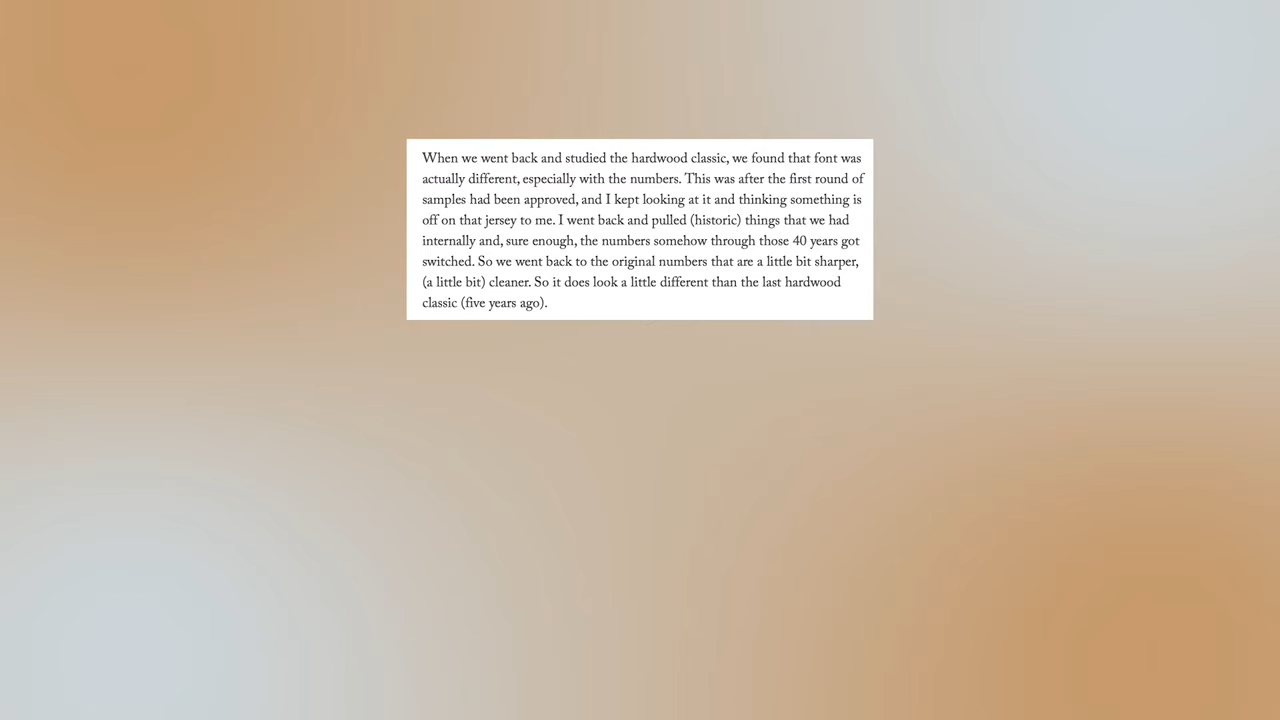 When we went back and studied the hardwood classic, we found that font was
actually different, especially with the numbers. This was after the first round of
samples had been approved, and I kept looking at it and thinking something is
off on that jersey to me. I went back and pulled (historic) things that we had
internally and, sure enough, the numbers somehow through those 40 years got
switched. So we went back to the original numbers that are a little bit sharper,
(a little bit) cleaner. So it does look a little different than the last hardwood
classic (five years ago).